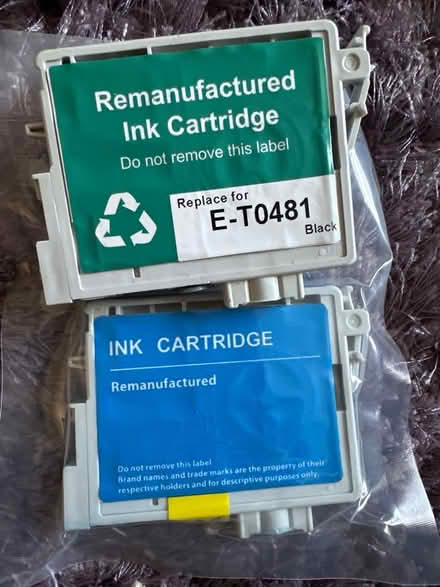 Remanufactured
Ink Cartridge
Do not remove this label
Replace for
E-T0481
Black
INK CARTRIDGE
Remanufactured
Do not remove this label
Brand names and trade marks are the property of their
respective holders and for descriptive purposes only.